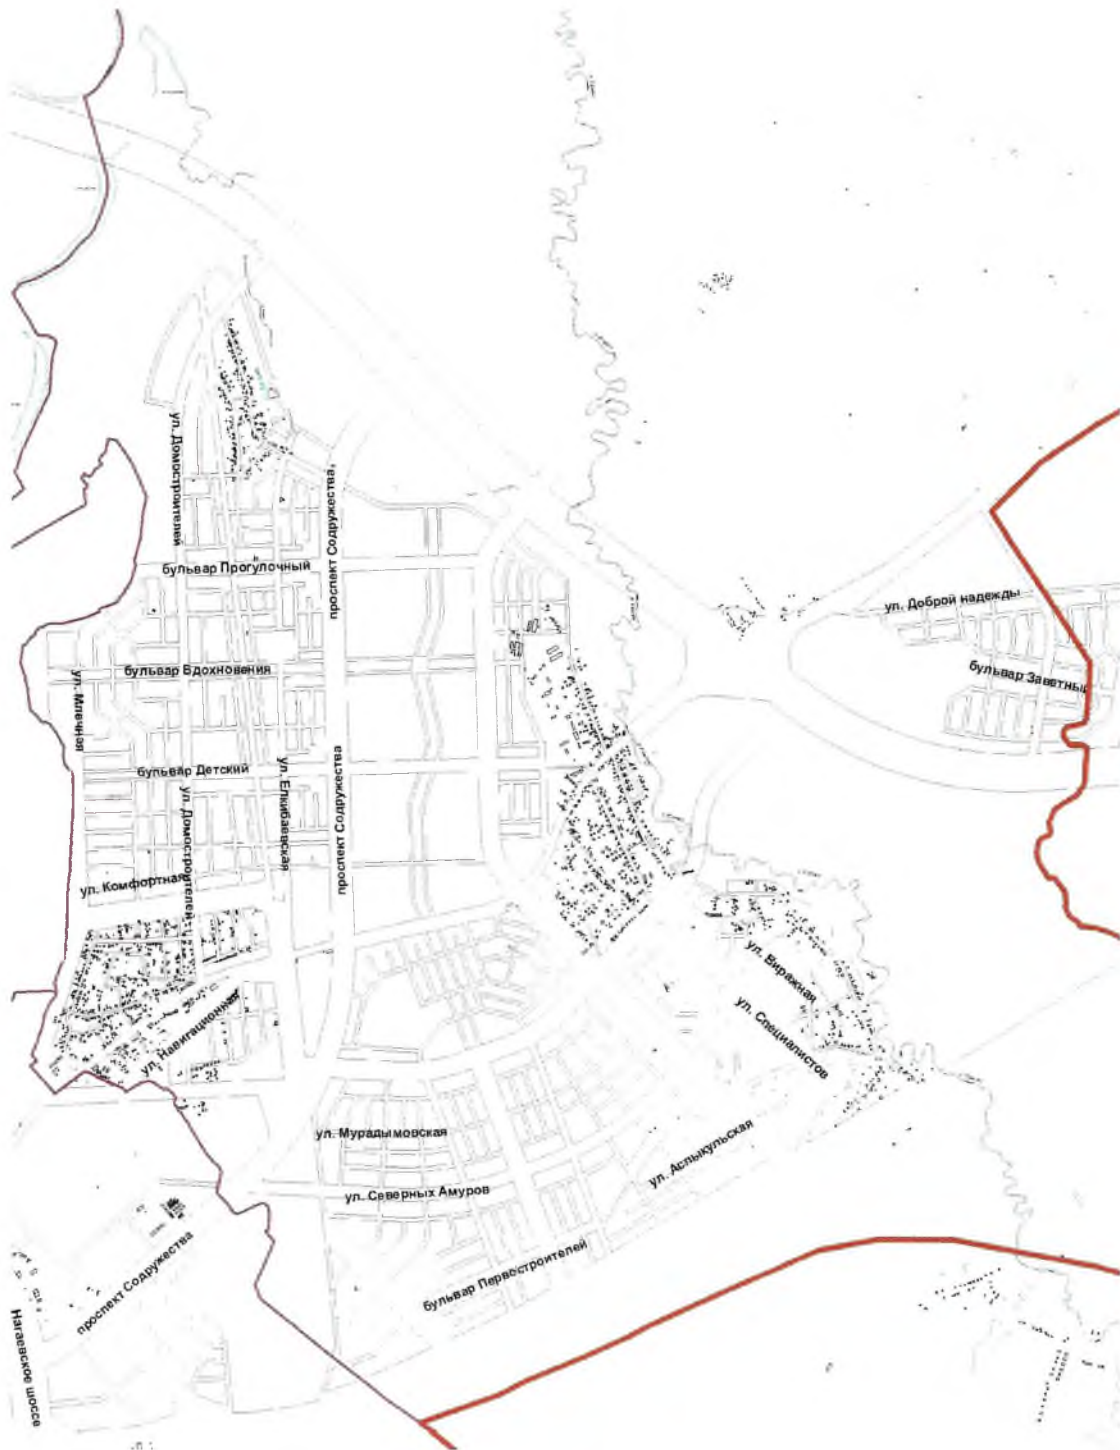 ул. Домостроителей
проспект Содружества
бульвар Прогулочный
ул. Доброй надежды
бульвар Вдохновения
ул. Млечная
бульвар Заветный
бульвар Детский
ул. Елкибаевская
проспект Содружества
ул. Домостроителей
ул. Комфортная
ул. Виражная
ул. Навигационная
ул. Специалистов
ул. Мурадымовская
ул. Аслыкульская
ул. Северных Амуров
проспект Содружества
бульвар Первостроителей
Нагаевское шоссе